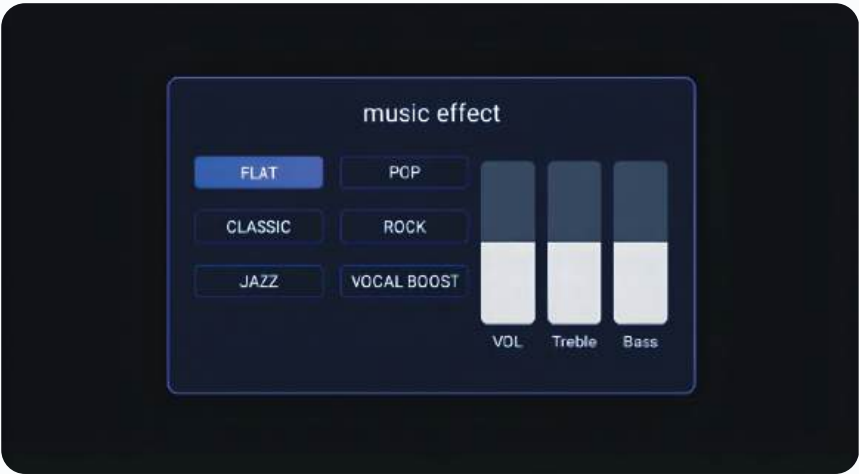 music effect
FLAT
POP
CLASSIC
ROCK
JAZZ
VOCAL BOOST
VOL
Treble
Bass